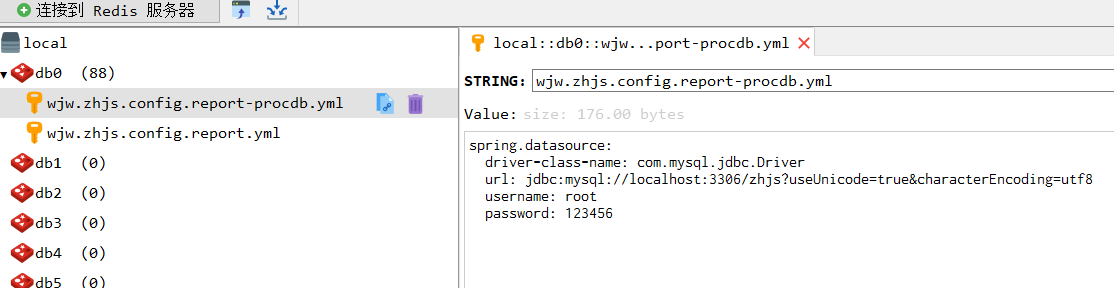 连接到 Redis 服务器
local
db0 (88)
wjw.zhjs.config.report-procdb.yml
wjw.zhjs.config.report.yml
db1 (0)
db2 (0)
db3 (0)
db4 (0)
db5 (0)
local::db0::wjw...port-procdb.yml
STRING: wjw.zhjs.config.report-procdb.yml
Value: size: 176.00 bytes
spring.datasource:
  driver-class-name: com.mysql.jdbc.Driver
  url: jdbc:mysql://localhost:3306/zhjs?useUnicode=true&characterEncoding=utf8
  username: root
  password: 123456